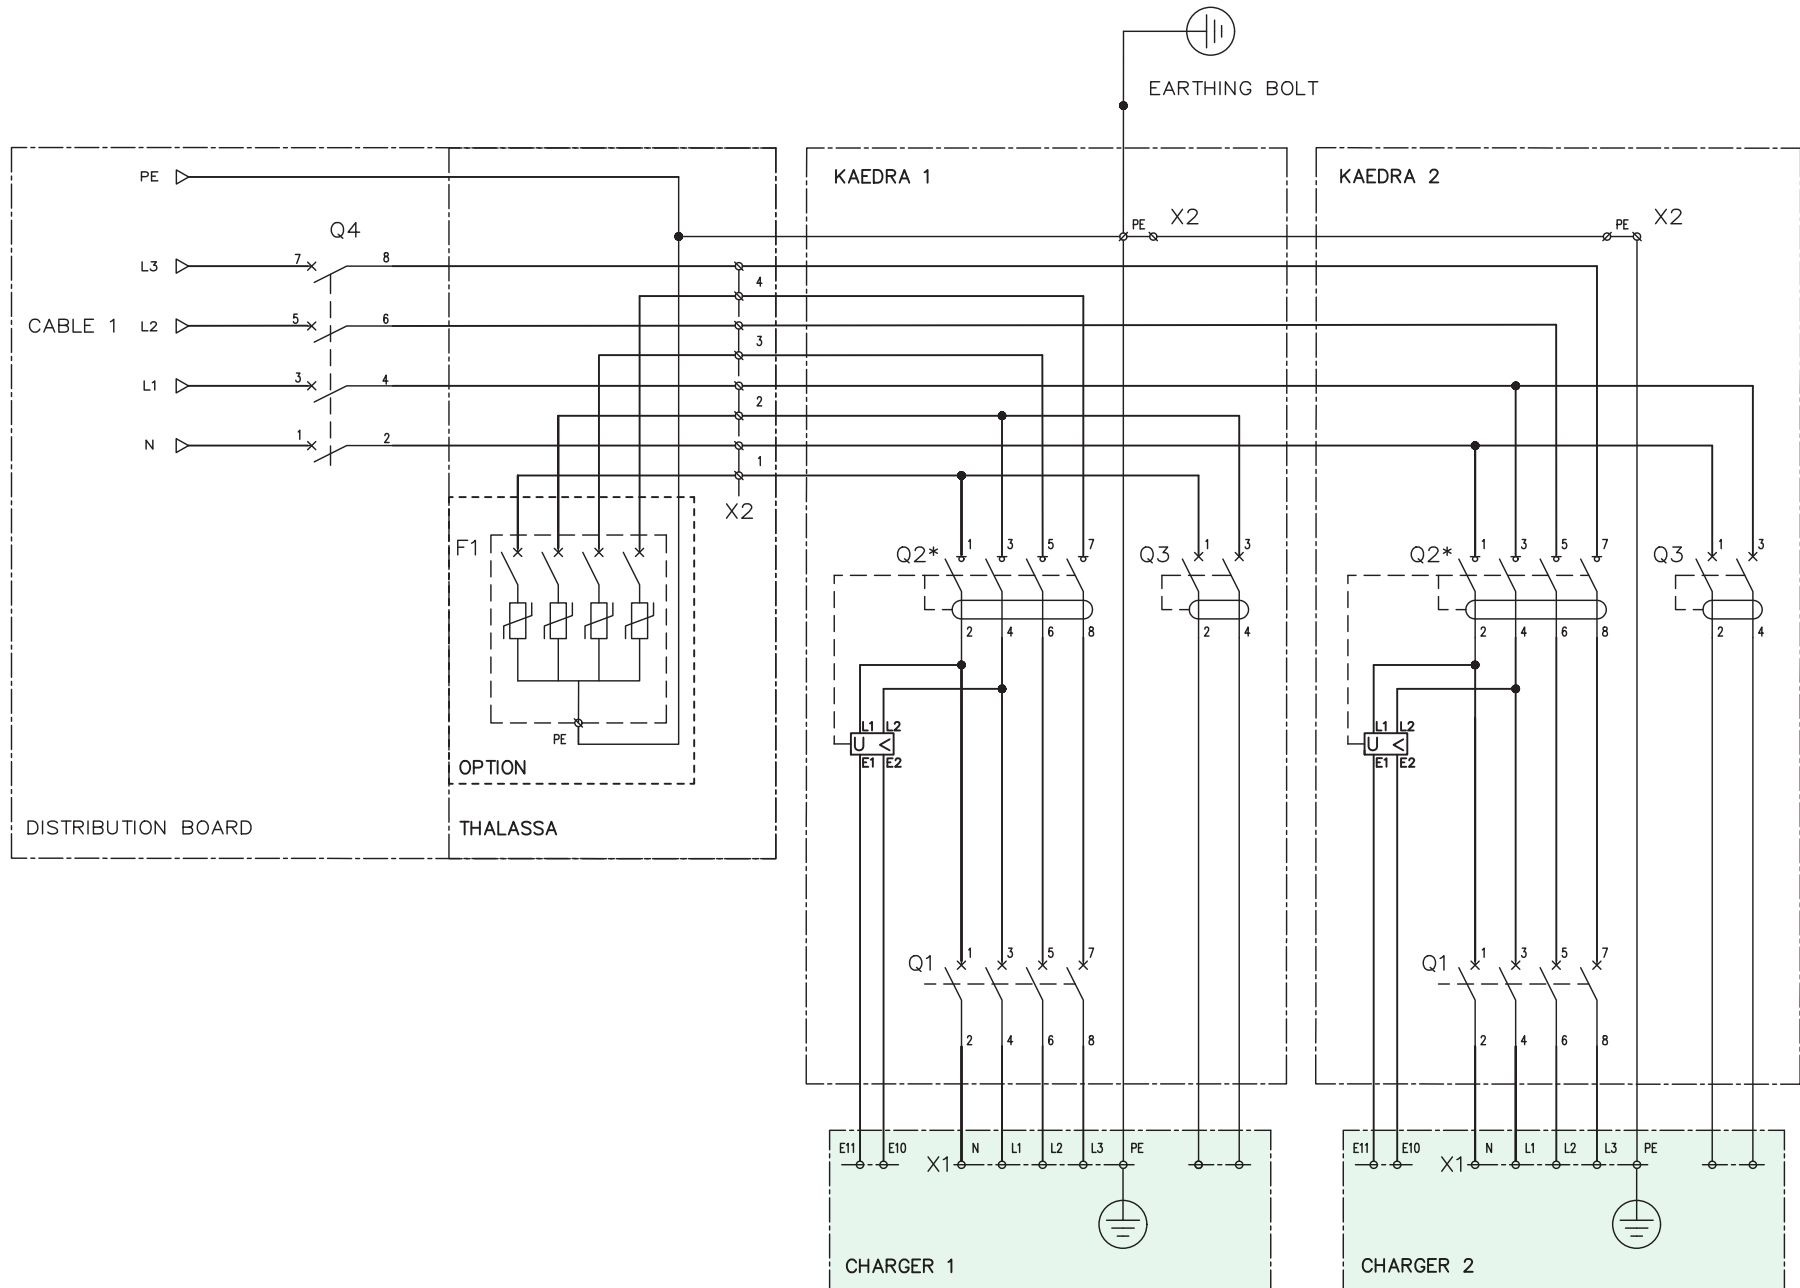 EARTHING BOLT
PE
KAEDRA 1
KAEDRA 2
PE X2
PE X2
Q4
L3 7 8
4
CABLE 1 L2 5 6
3
L1 3 4
2
N 1 2
1
X2
F1
Q2* 1 3 5 7
Q3 1 3
Q2* 1 3 5 7
Q3 1 3
2 4 6 8
2 4
2 4 6 8
2 4
PE
L1 L2
U <
E1 E2
L1 L2
U <
E1 E2
OPTION
DISTRIBUTION BOARD
THALASSA
Q1 1 3 5 7
Q1 1 3 5 7
2 4 6 8
2 4 6 8
E11 E10 X1 N L1 L2 L3 PE
E11 E10 X1 N L1 L2 L3 PE
CHARGER 1
CHARGER 2